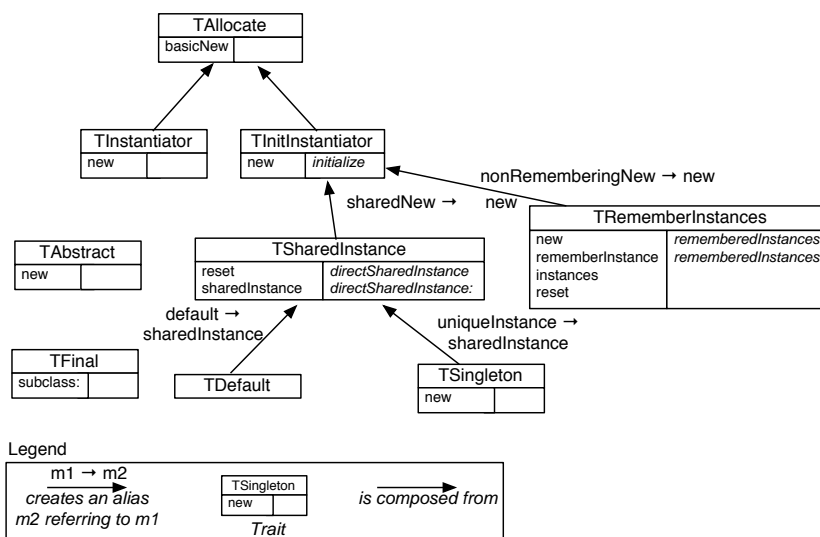 TAllocate
basicNew
TInstantiator
new
TInitInstantiator
new initialize
nonRememberingNew → new
sharedNew → new
TRememberInstances
new rememberedInstances
rememberInstance rememberedInstances
instances
reset
TAbstract
new
TSharedInstance
reset directSharedInstance
sharedInstance directSharedInstance:
default →
sharedInstance
uniqueInstance →
sharedInstance
TFinal
subclass:
TDefault
TSingleton
new
Legend
m1 → m2
creates an alias
m2 referring to m1
TSingleton
new
Trait
is composed from